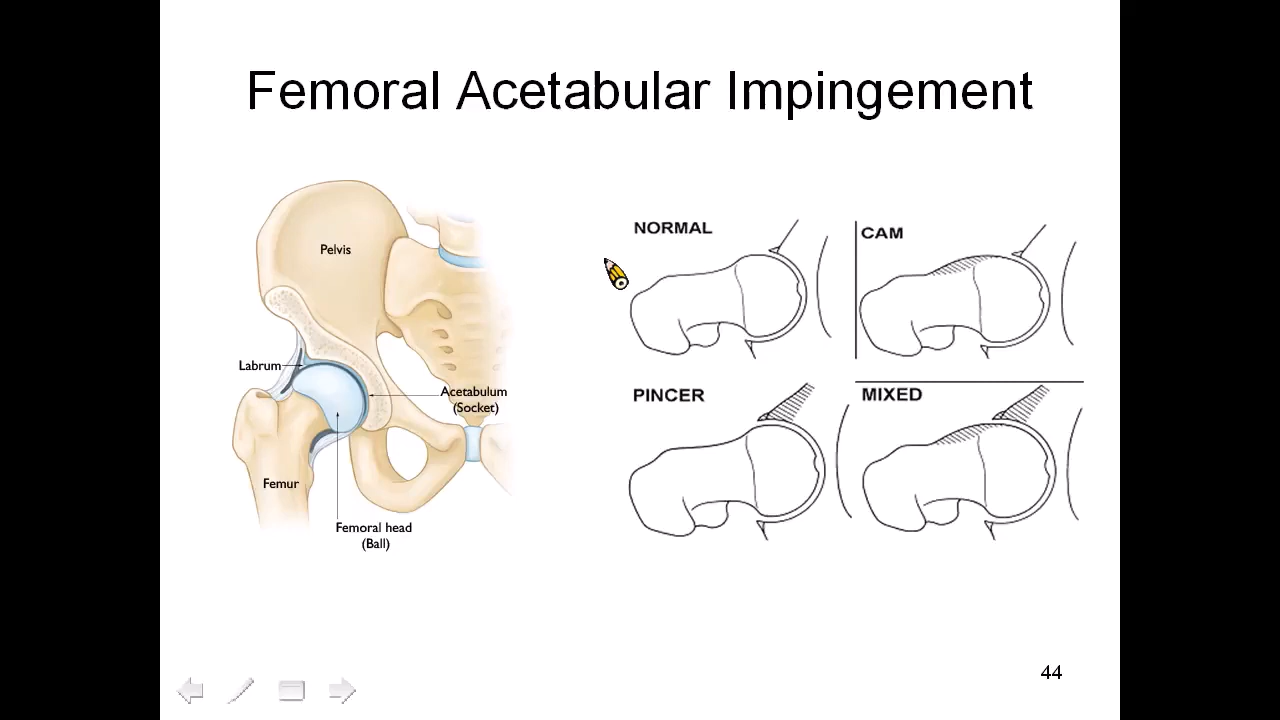 Femoral Acetabular Impingement
Pelvis
Labrum
Acetabulum
(Socket)
Femur
Femoral head
(Ball)
NORMAL
CAM
PINCER
MIXED
44